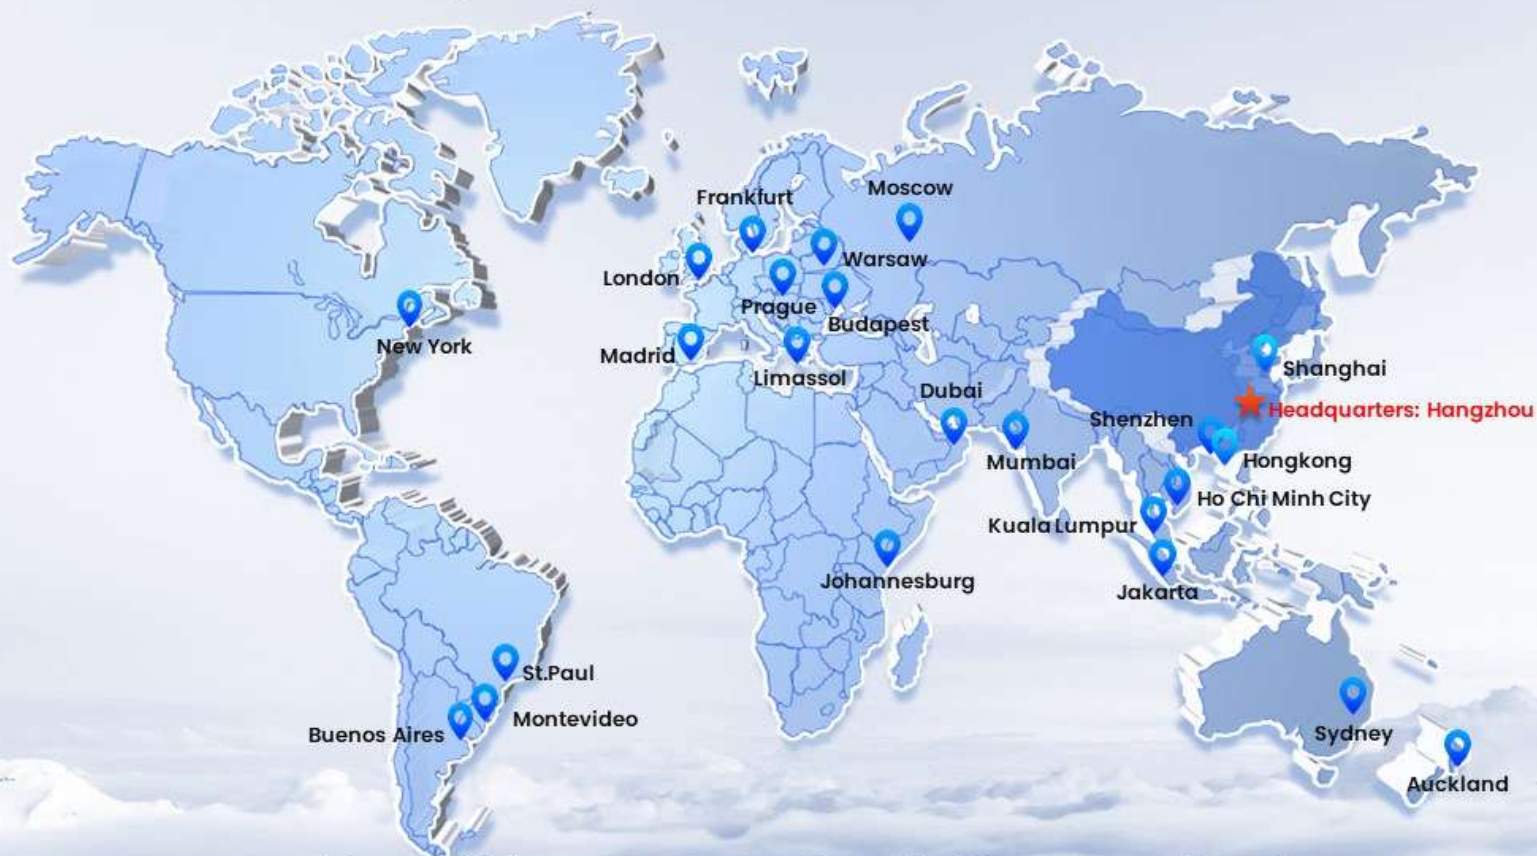 Moscow
Frankfurt
Warsaw
London
Prague
Budapest
New York
Madrid
Shanghai
Limassol
Dubai
Headquarters: Hangzhou
Shenzhen
Mumbai
Hongkong
Ho Chi Minh City
Kuala Lumpur
Johannesburg
Jakarta
St.Paul
Montevideo
Buenos Aires
Sydney
Auckland